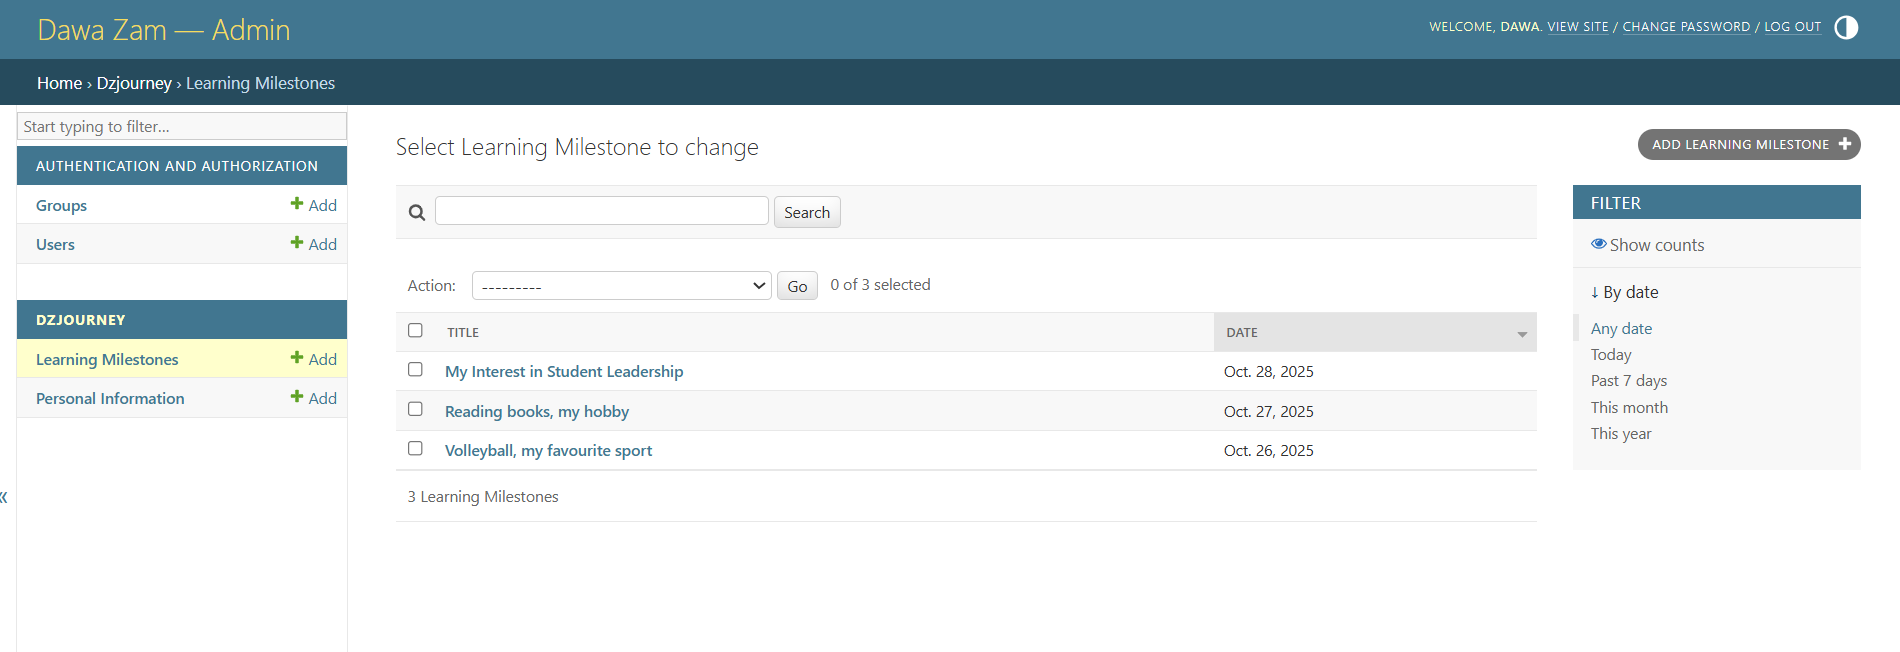 Dawa Zam — Admin
WELCOME, DAWA. VIEW SITE / CHANGE PASSWORD / LOG OUT
Home › Dzjourney › Learning Milestones
Start typing to filter...
AUTHENTICATION AND AUTHORIZATION
Groups + Add
Users + Add
DZJOURNEY
Learning Milestones + Add
Personal Information + Add
«
Select Learning Milestone to change
ADD LEARNING MILESTONE +
Search
Action: --------- Go 0 of 3 selected
TITLE DATE
My Interest in Student Leadership Oct. 28, 2025
Reading books, my hobby Oct. 27, 2025
Volleyball, my favourite sport Oct. 26, 2025
3 Learning Milestones
FILTER
Show counts
↓ By date
Any date
Today
Past 7 days
This month
This year